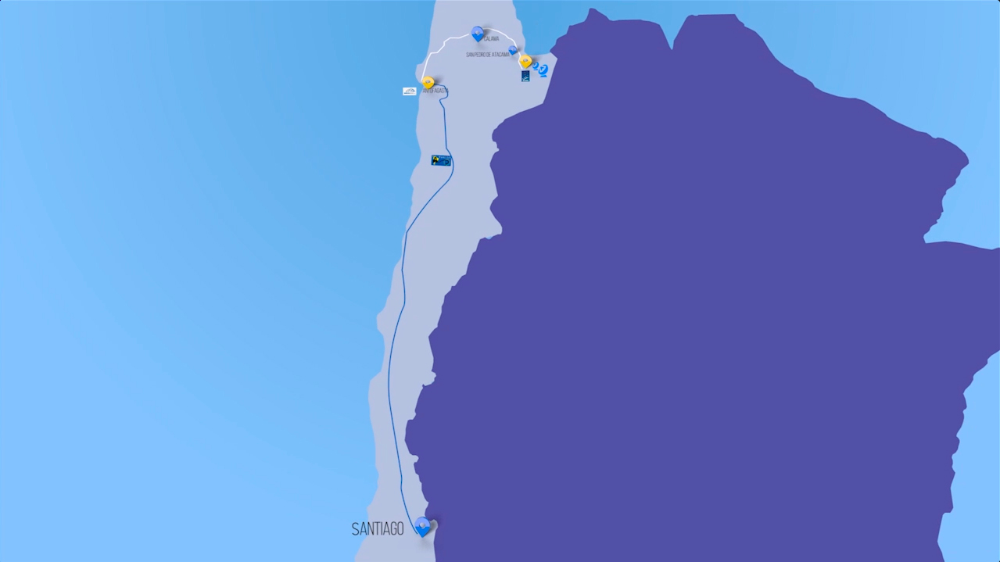 CALAMA
SAN PEDRO DE ATACAMA
ANTOFAGASTA
SANTIAGO